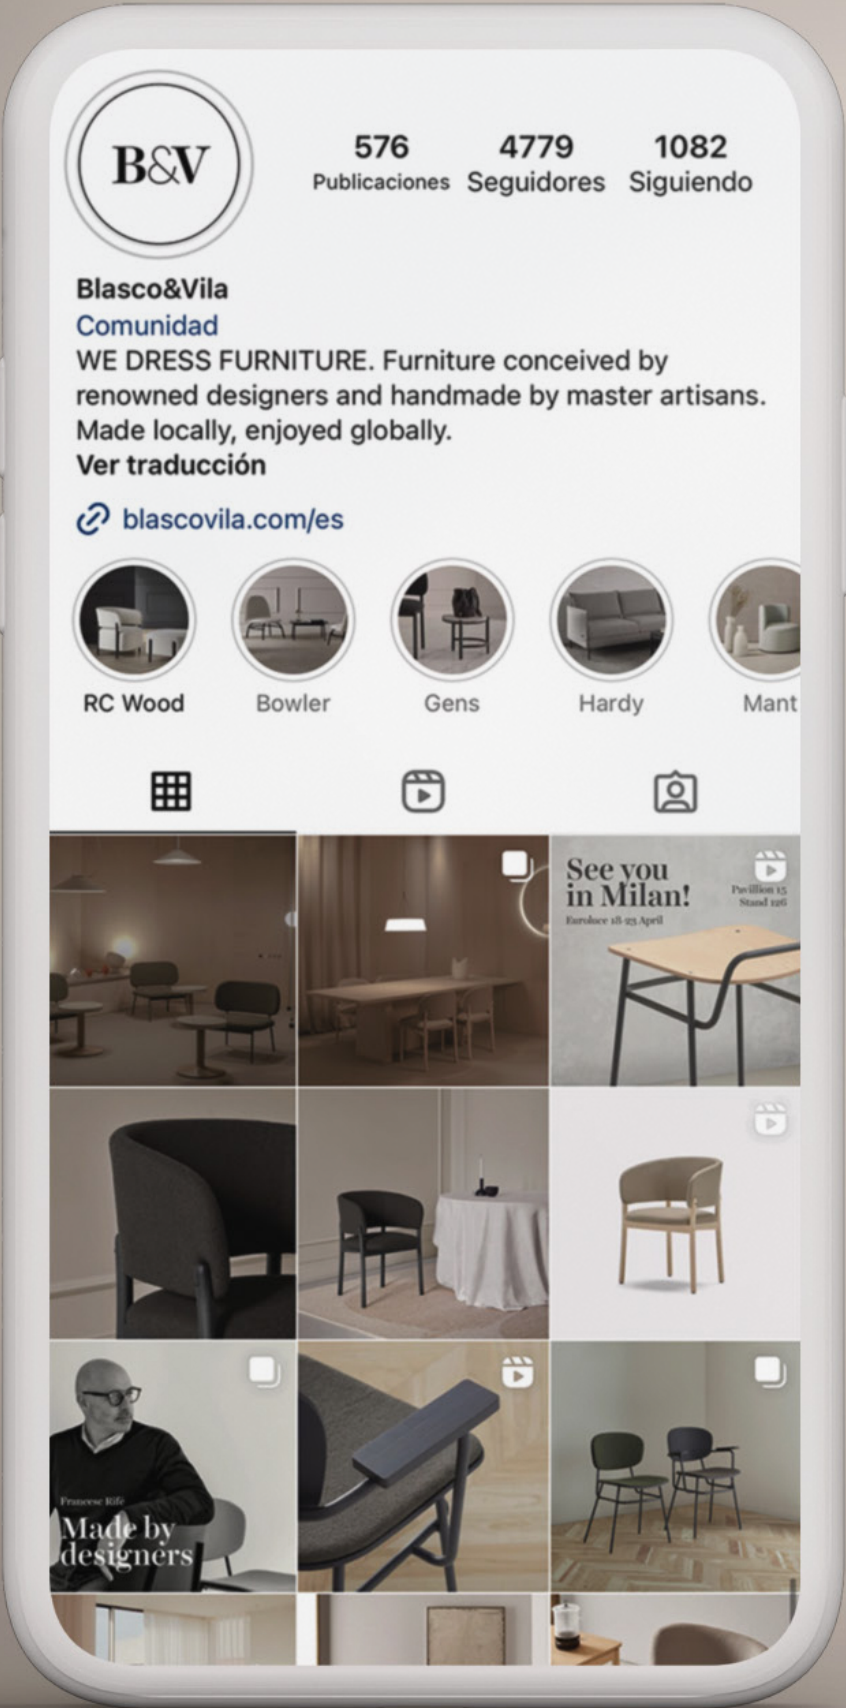 B&V
576 4779 1082
Publicaciones Seguidores Siguiendo
Blasco&Vila
Comunidad
WE DRESS FURNITURE. Furniture conceived by
renowned designers and handmade by master artisans.
Made locally, enjoyed globally.
Ver traducción
blascovila.com/es
RC Wood Bowler Gens Hardy Mant
See you
in Milan!
Pavillion 15
Stand 126
Euroluce 18-23 April
Francesc Rifé
Made by
designers